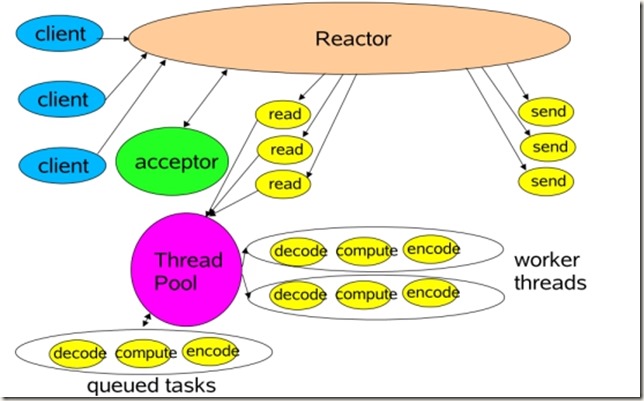 client
Reactor
client
read
send
client
acceptor
read
send
read
send
Thread
Pool
decode compute encode
worker
threads
decode compute encode
decode compute encode
queued tasks